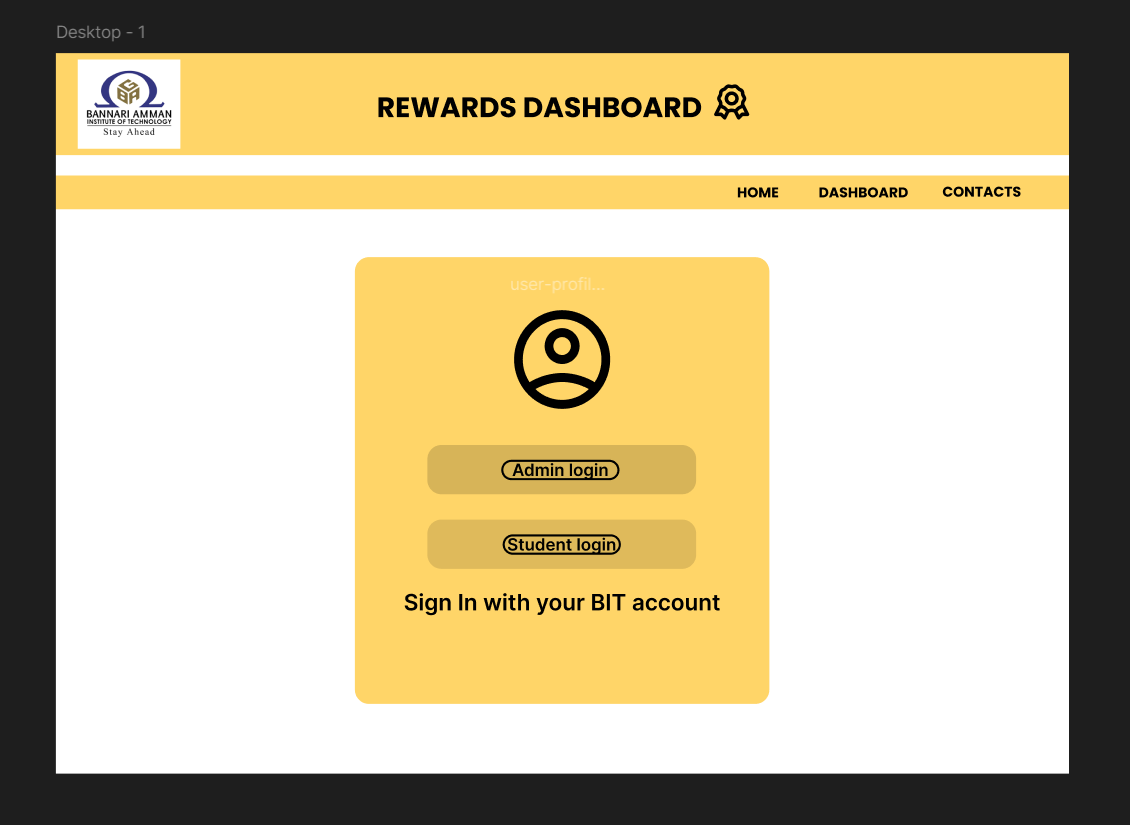 Desktop - 1
BANNARI AMMAN
INSTITUTE OF TECHNOLOGY
Stay Ahead
REWARDS DASHBOARD
HOME DASHBOARD CONTACTS
user-profil...
Admin login
Student login
Sign In with your BIT account